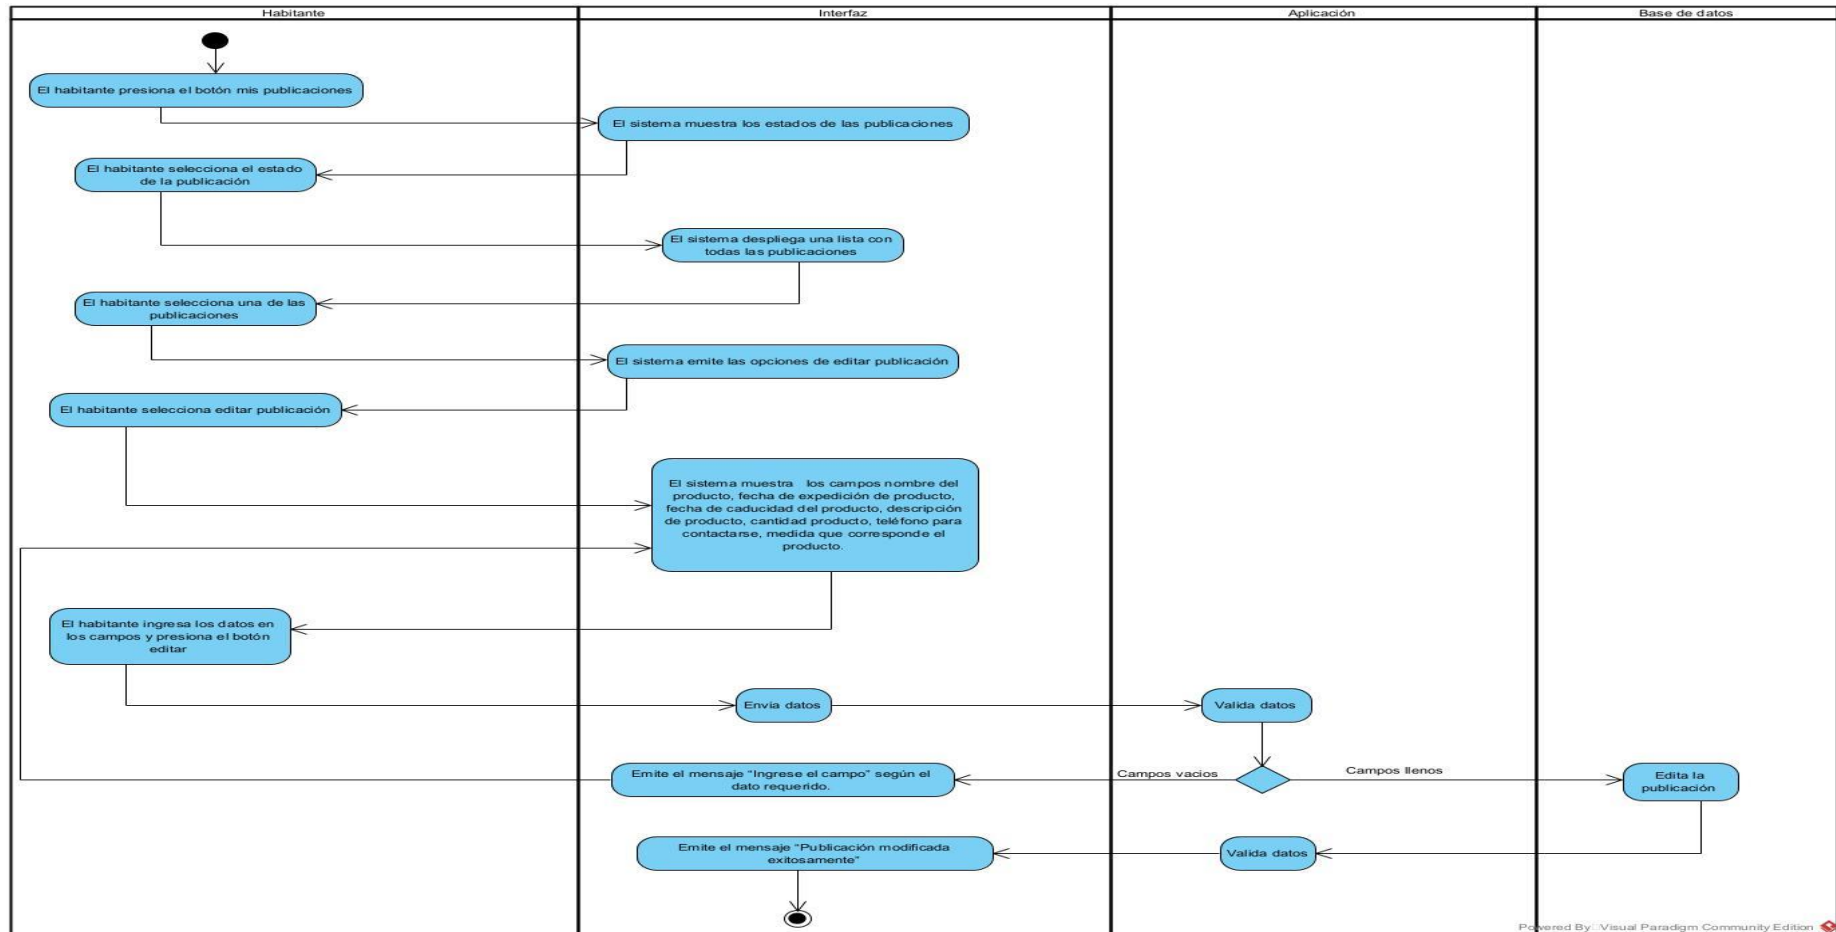 Habitante
Interfaz
Aplicación
Base de datos
El habitante presiona el botón mis publicaciones
El sistema muestra los estados de las publicaciones
El habitante selecciona el estado
de la publicación
El sistema despliega una lista con
todas las publicaciones
El habitante selecciona una de las
publicaciones
El sistema emite las opciones de editar publicación
El habitante selecciona editar publicación
El sistema muestra los campos nombre del
producto, fecha de expedición de producto,
fecha de caducidad del producto, descripción
de producto, cantidad producto, teléfono para
contactarse, medida que corresponde el
producto.
El habitante ingresa los datos en
los campos y presiona el botón
editar
Envia datos
Valida datos
Campos vacios
Campos llenos
Emite el mensaje “Ingrese el campo” según el
dato requerido.
Edita la
publicación
Emite el mensaje “Publicación modificada
exitosamente”
Valida datos
Powered By Visual Paradigm Community Edition